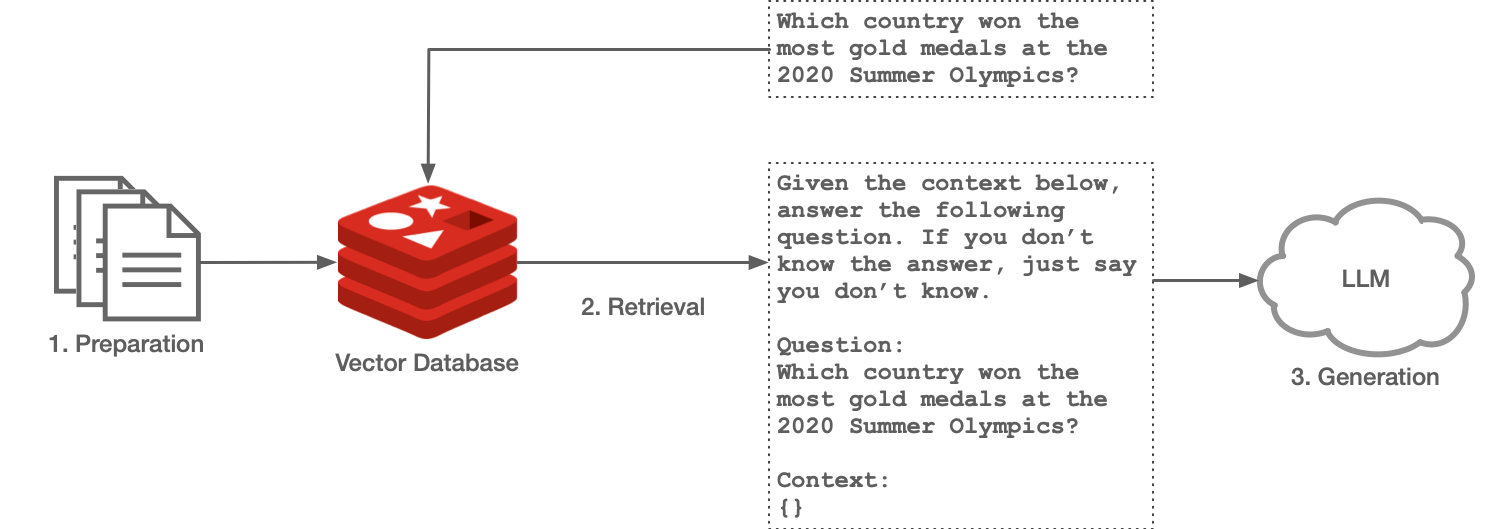 Which country won the
most gold medals at the
2020 Summer Olympics?
Given the context below,
answer the following
question. If you don’t
know the answer, just say
you don’t know.
Question:
Which country won the
most gold medals at the
2020 Summer Olympics?
Context:
{}
1. Preparation
Vector Database
2. Retrieval
LLM
3. Generation